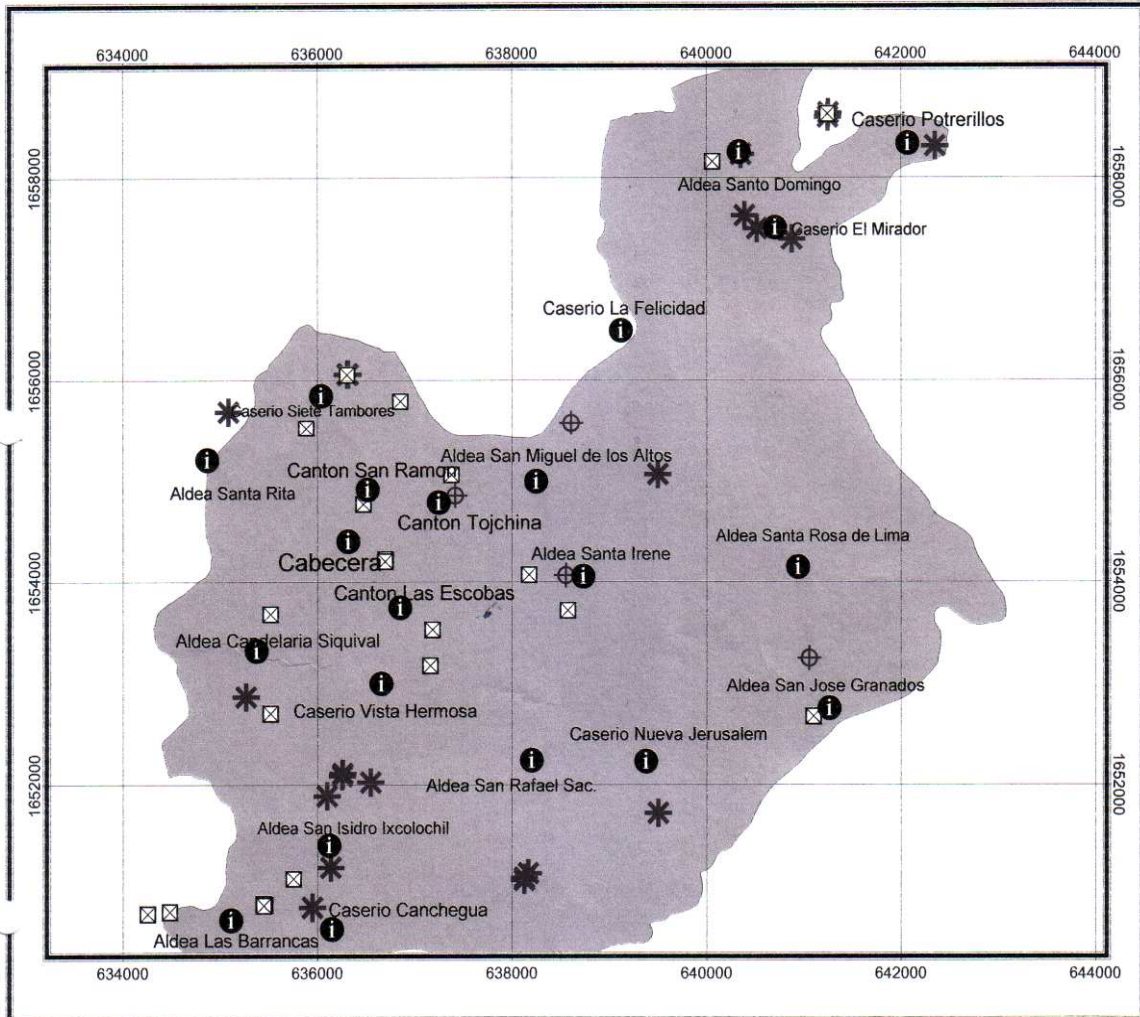 634000 636000 638000 640000 642000 644000
Caserio Potrerillos
1658000 1658000
Aldea Santo Domingo
Caserio El Mirador
Caserio La Felicidad
1656000 1656000
Caserio Siete Tambores
Aldea San Miguel de los Altos
Canton San Ramon
Aldea Santa Rita
Canton Tojchina
Aldea Santa Rosa de Lima
Aldea Santa Irene
Cabecera
1654000 1654000
Canton Las Escobas
Aldea Candelaria Siquival
Aldea San Jose Granados
Caserio Vista Hermosa
Caserio Nueva Jerusalem
Aldea San Rafael Sac.
1652000 1652000
Aldea San Isidro Ixcolochil
Caserio Canchegua
Aldea Las Barrancas
634000 636000 638000 640000 642000 644000